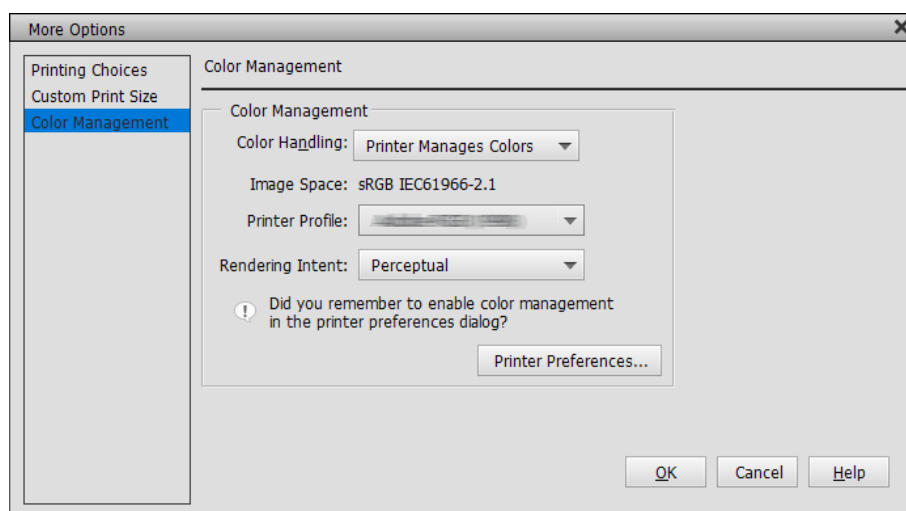 More Options
Printing Choices
Custom Print Size
Color Management
Color Management
Color Management
Color Handling: Printer Manages Colors
Image Space: sRGB IEC61966-2.1
Printer Profile:
Rendering Intent: Perceptual
Did you remember to enable color management
in the printer preferences dialog?
Printer Preferences...
OK Cancel Help